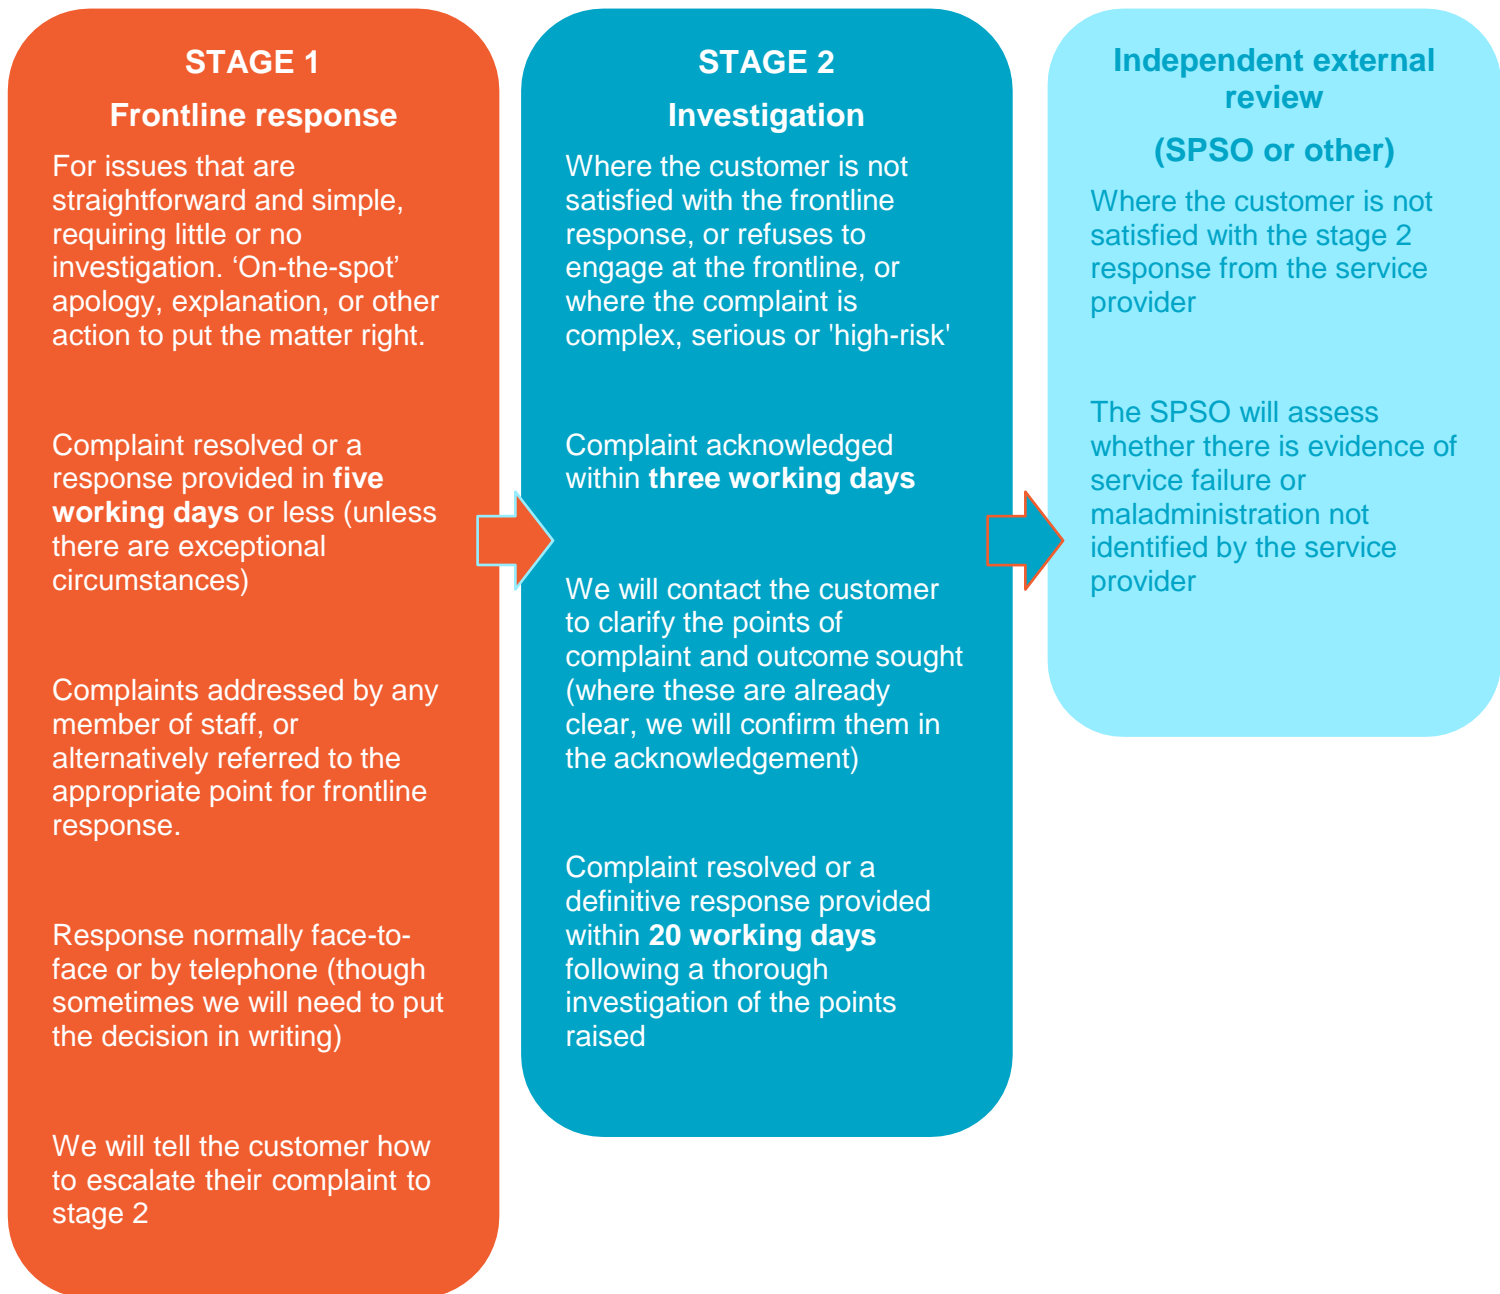 STAGE 1
Frontline response
For issues that are
straightforward and simple,
requiring little or no
investigation. ‘On-the-spot’
apology, explanation, or other
action to put the matter right.
Complaint resolved or a
response provided in five
working days or less (unless
there are exceptional
circumstances)
Complaints addressed by any
member of staff, or
alternatively referred to the
appropriate point for frontline
response.
Response normally face-to-
face or by telephone (though
sometimes we will need to put
the decision in writing)
We will tell the customer how
to escalate their complaint to
stage 2
STAGE 2
Investigation
Where the customer is not
satisfied with the frontline
response, or refuses to
engage at the frontline, or
where the complaint is
complex, serious or 'high-risk'
Complaint acknowledged
within three working days
We will contact the customer
to clarify the points of
complaint and outcome sought
(where these are already
clear, we will confirm them in
the acknowledgement)
Complaint resolved or a
definitive response provided
within 20 working days
following a thorough
investigation of the points
raised
Independent external
review
(SPSO or other)
Where the customer is not
satisfied with the stage 2
response from the service
provider
The SPSO will assess
whether there is evidence of
service failure or
maladministration not
identified by the service
provider